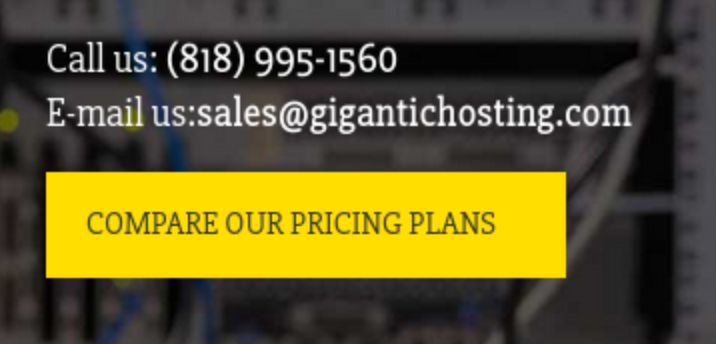 Call us: (818) 995-1560
E-mail us:sales@gigantichosting.com
COMPARE OUR PRICING PLANS